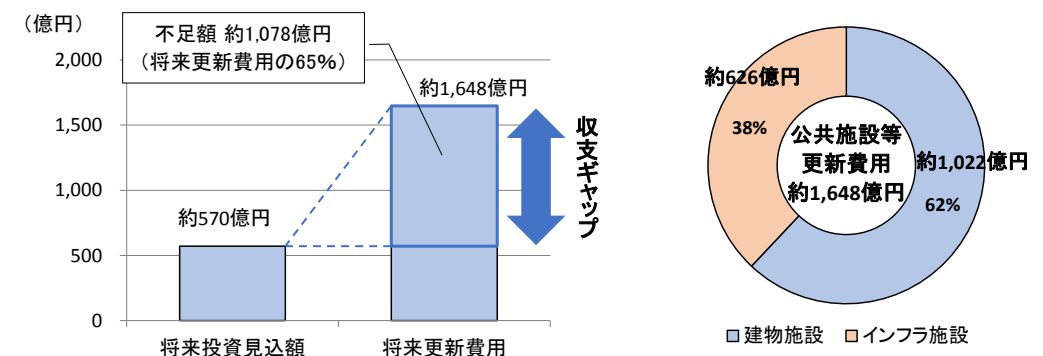 （億円）
不足額 約1,078億円
（将来更新費用の65％）
2,000
1,500
1,000
500
0
約570億円
約1,648億円
収支ギャップ
将来投資見込額
将来更新費用
約626億円
38%
公共施設等
更新費用
約1,648億円
約1,022億円
62%
建物施設
インフラ施設